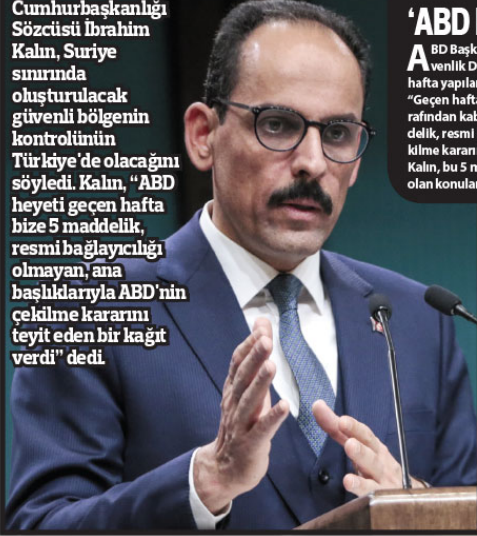 Cumhurbaşkanlığı
Sözcüsü İbrahim
Kalın, Suriye
sınırında
oluşturulacak
güvenli bölgenin
kontrolünün
Türkiye'de olacağını
söyledi. Kalın, “ABD
heyeti geçen hafta
bize 5 maddelik,
resmi bağlayıcılığı
olmayan, ana
başlıklarıyla ABD'nin
çekilme kararını
teyit eden bir kağıt
verdi” dedi.
‘ABD
ABD Başk
venlik D
hafta yapılan
“Geçen hafta
rafından kab
delik, resmi
kilme kararı
Kalın, bu 5 n
olan konular